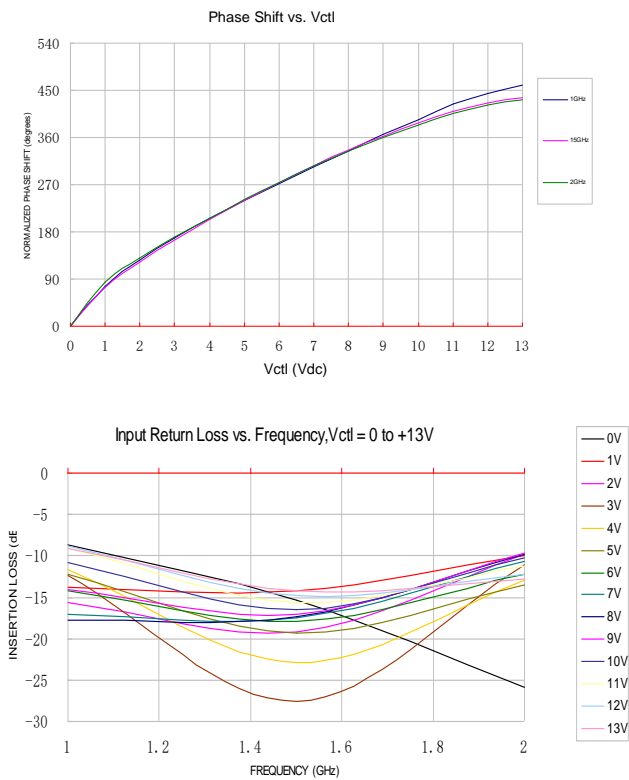 Phase Shift vs. Vctl
NORMALIZED PHASE SHIFT (degrees)
540
450
360
270
180
90
0
0 1 2 3 4 5 6 7 8 9 10 11 12 13
Vctl (Vdc)
1GHz
15GHz
2GHz
Input Return Loss vs. Frequency,Vctl = 0 to +13V
INSERTION LOSS (dE
0
-5
-10
-15
-20
-25
-30
1 1.2 1.4 1.6 1.8 2
FREQUENCY (GHz)
0V
1V
2V
3V
4V
5V
6V
7V
8V
9V
10V
11V
12V
13V